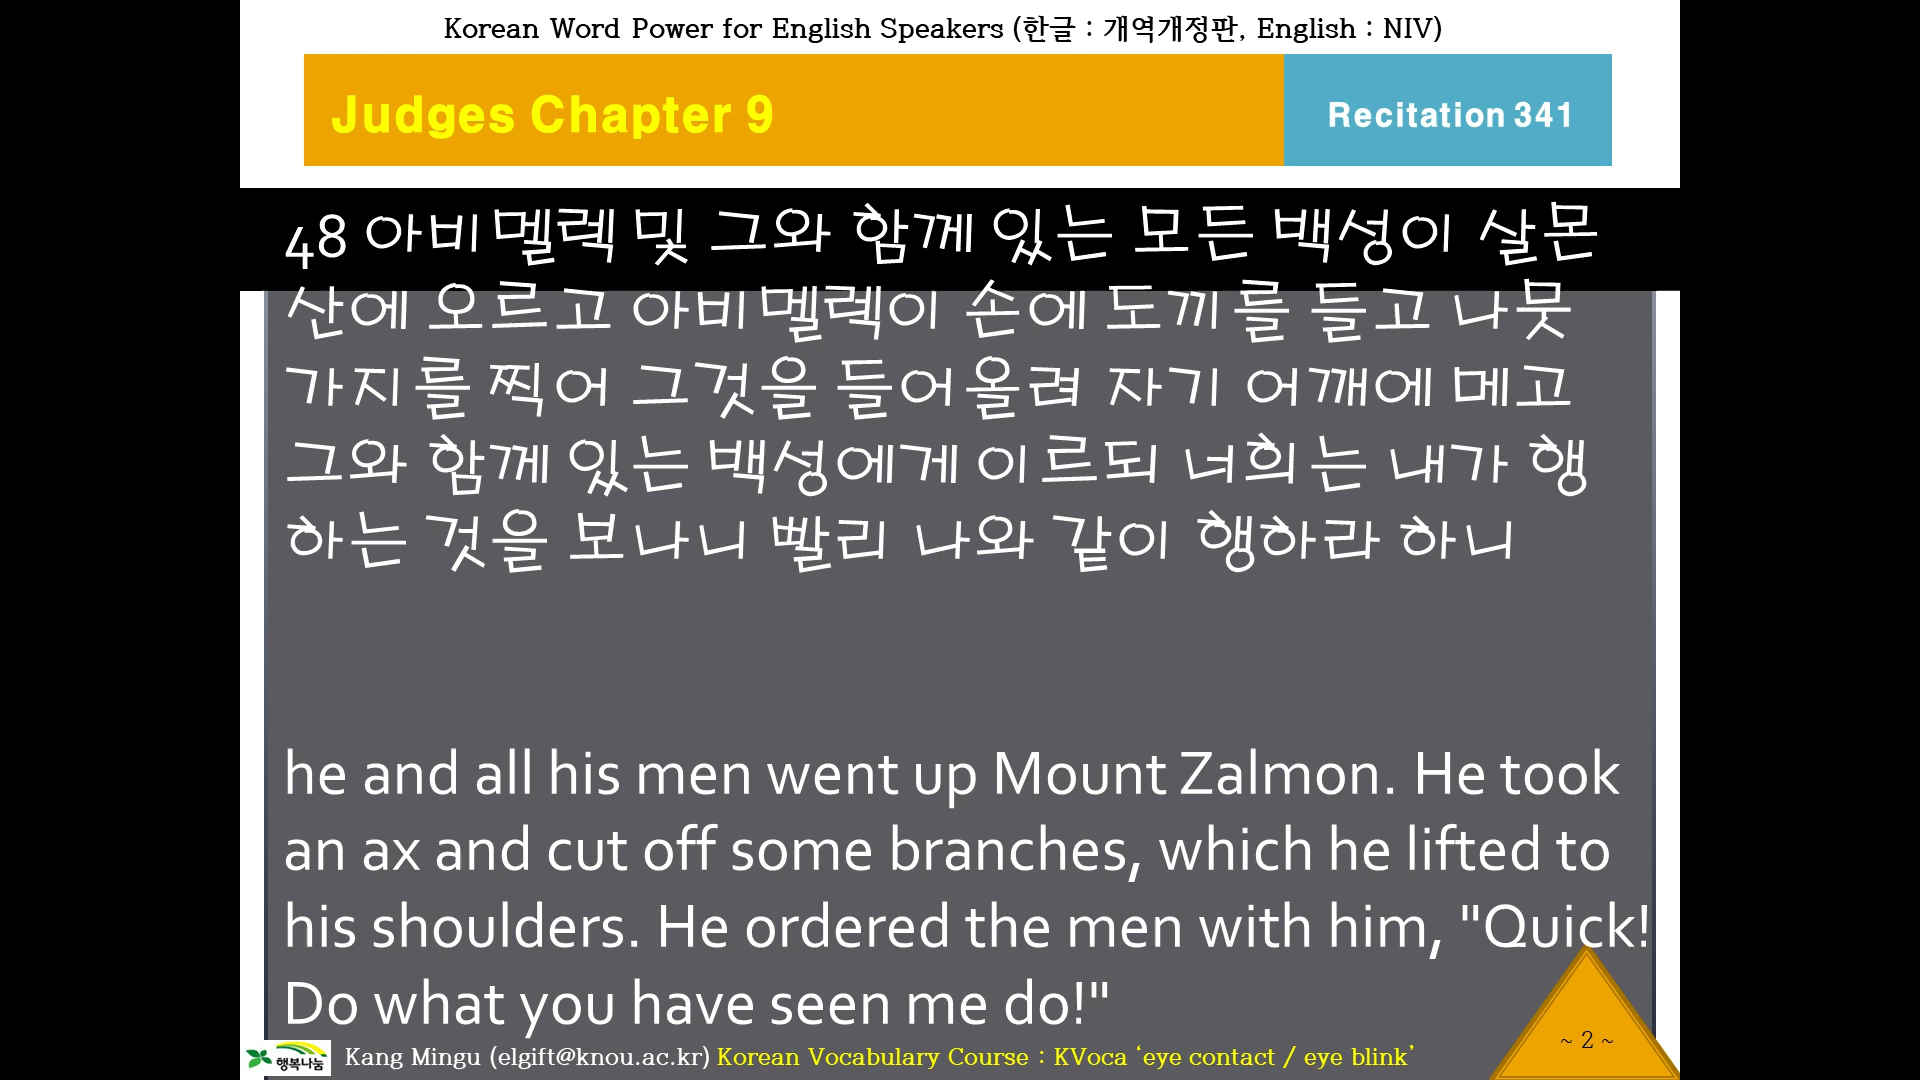 Korean Word Power for English Speakers (한글 : 개역개정판, English : NIV)
Judges Chapter 9
Recitation 341
48 아비멜렉 및 그와 함께 있는 모든 백성이 살몬
산에 오르고 아비멜렉이 손에 도끼를 들고 나뭇
가지를 찍어 그것을 들어올려 자기 어깨에 메고
그와 함께 있는 백성에게 이르되 너희는 내가 행
하는 것을 보나니 빨리 나와 같이 행하라 하니
he and all his men went up Mount Zalmon. He took
an ax and cut off some branches, which he lifted to
his shoulders. He ordered the men with him, "Quick!
Do what you have seen me do!"
~ 2 ~
행복나눔
Kang Mingu (elgift@knou.ac.kr) Korean Vocabulary Course : KVoca ‘eye contact / eye blink’